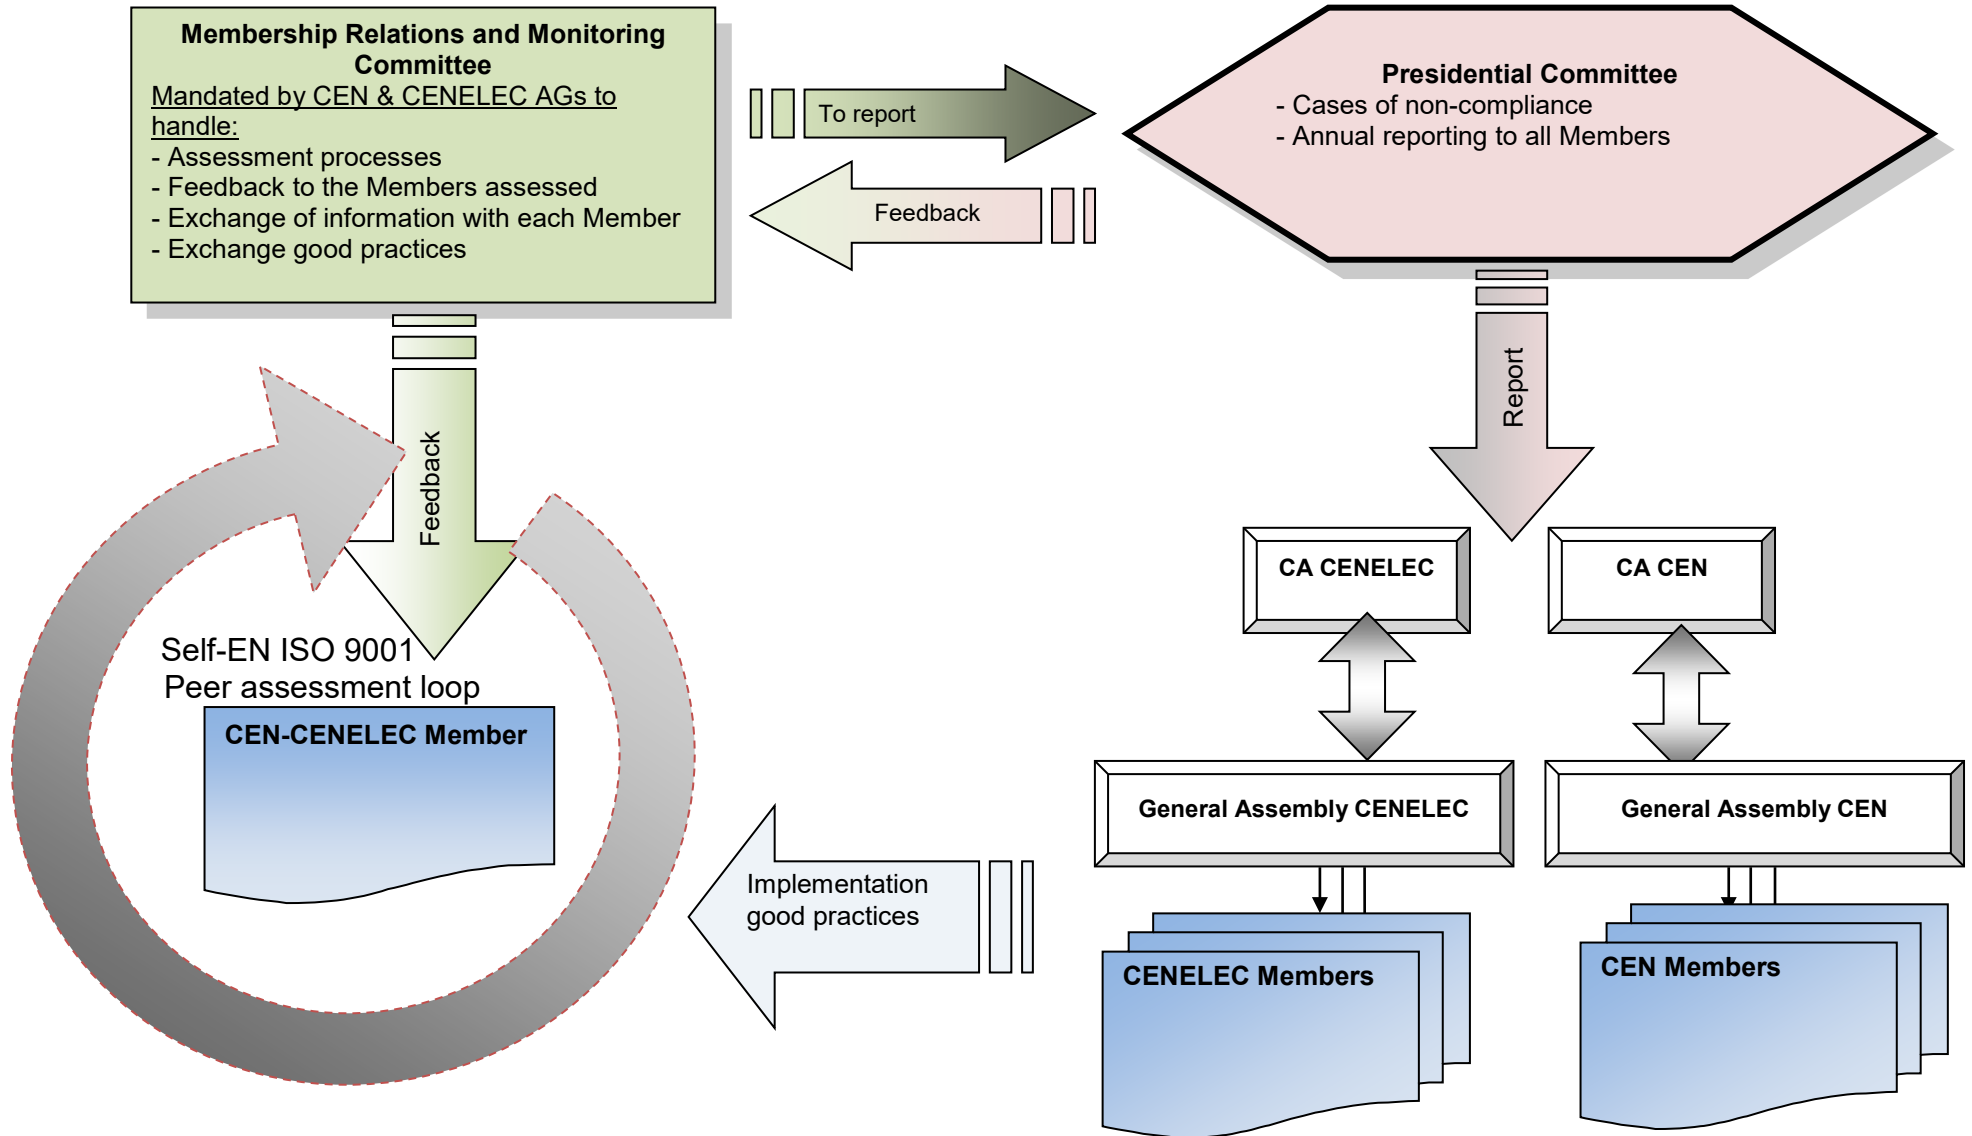 Membership Relations and Monitoring
Committee
Mandated by CEN & CENELEC AGs to
handle:
- Assessment processes
- Feedback to the Members assessed
- Exchange of information with each Member
- Exchange good practices
To report
Feedback
Presidential Committee
- Cases of non-compliance
- Annual reporting to all Members
Report
Feedback
CA CENELEC
CA CEN
Self-EN ISO 9001
Peer assessment loop
CEN-CENELEC Member
General Assembly CENELEC
General Assembly CEN
Implementation
good practices
CENELEC Members
CEN Members